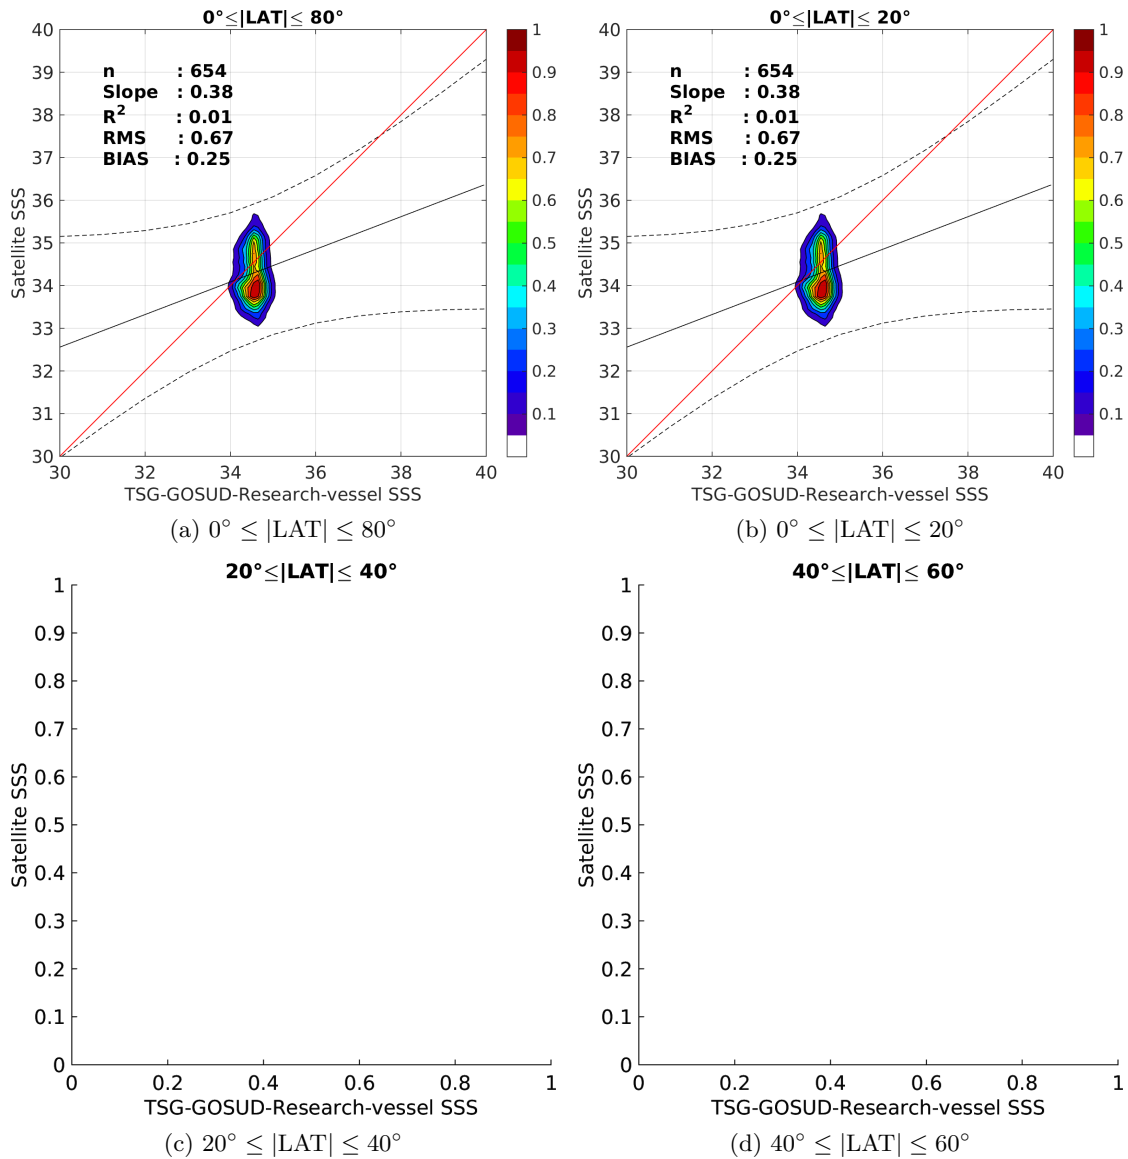 0°≤|LAT|≤ 80°
40
39
38
37
36
35
34
33
32
31
30
30 32 34 36 38 40
Satellite SSS
TSG-GOSUD-Research-vessel SSS
n : 654
Slope : 0.38
R² : 0.01
RMS : 0.67
BIAS : 0.25
1
0.9
0.8
0.7
0.6
0.5
0.4
0.3
0.2
0.1
(a) 0° ≤ |LAT| ≤ 80°
0°≤|LAT|≤ 20°
40
39
38
37
36
35
34
33
32
31
30
30 32 34 36 38 40
Satellite SSS
TSG-GOSUD-Research-vessel SSS
n : 654
Slope : 0.38
R² : 0.01
RMS : 0.67
BIAS : 0.25
1
0.9
0.8
0.7
0.6
0.5
0.4
0.3
0.2
0.1
(b) 0° ≤ |LAT| ≤ 20°
20°≤|LAT|≤ 40°
1
0.9
0.8
0.7
0.6
0.5
0.4
0.3
0.2
0.1
0
0 0.2 0.4 0.6 0.8 1
Satellite SSS
TSG-GOSUD-Research-vessel SSS
(c) 20° ≤ |LAT| ≤ 40°
40°≤|LAT|≤ 60°
1
0.9
0.8
0.7
0.6
0.5
0.4
0.3
0.2
0.1
0
0 0.2 0.4 0.6 0.8 1
Satellite SSS
TSG-GOSUD-Research-vessel SSS
(d) 40° ≤ |LAT| ≤ 60°